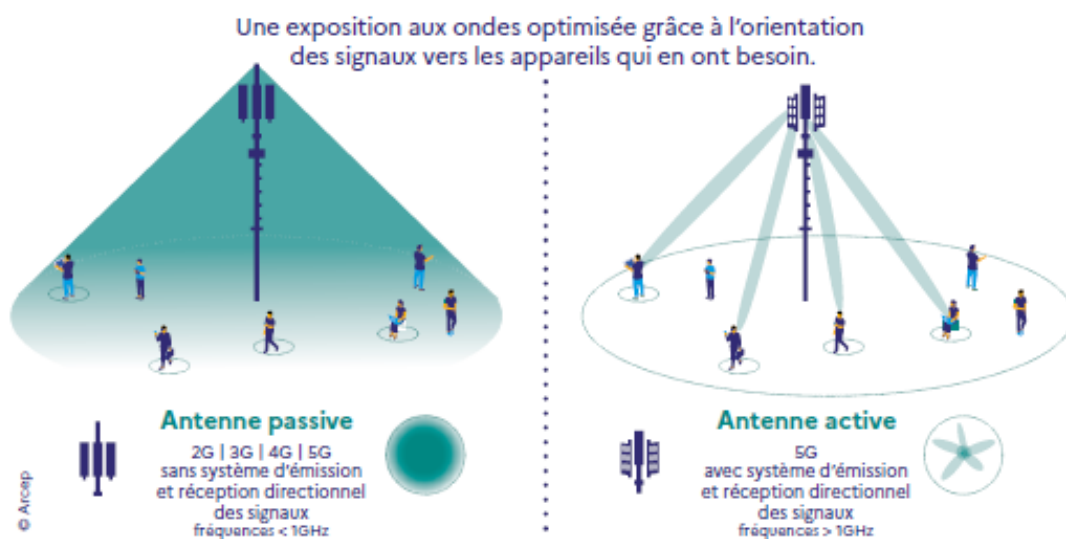 Une exposition aux ondes optimisée grâce à l'orientation
des signaux vers les appareils qui en ont besoin.
Antenne passive
2G | 3G | 4G | 5G
sans système d'émission
et réception directionnel
des signaux
fréquences < 1GHz
Antenne active
5G
avec système d'émission
et réception directionnel
des signaux
fréquences > 1GHz
© Arcep